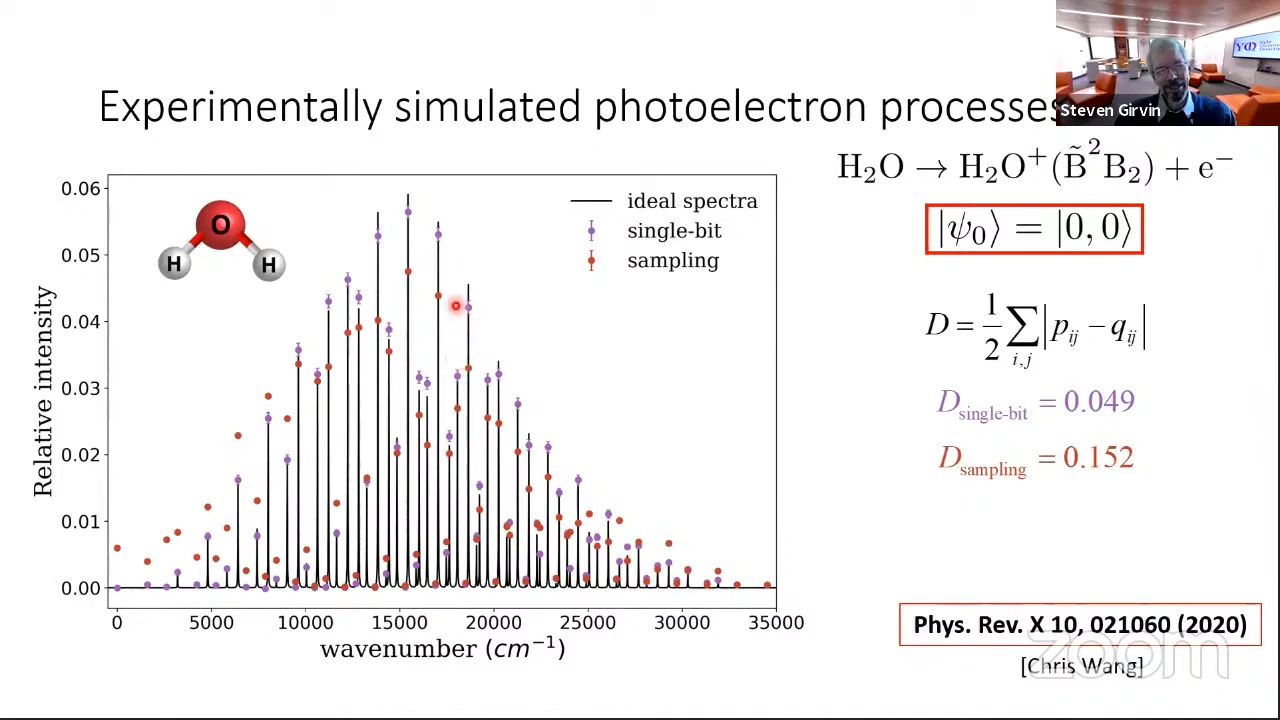 Experimentally simulated photoelectron processes
Steven Girvin
H₂O → H₂O⁺(B̃²B₂) + e⁻
|ψ₀⟩ = |0, 0⟩
D = 1/2 ∑i,j |pij − qij|
Dsingle-bit = 0.049
Dsampling = 0.152
Phys. Rev. X 10, 021060 (2020)
[Chris Wang]
zoom
ideal spectra
single-bit
sampling
O
H
H
Relative intensity
0.06
0.05
0.04
0.03
0.02
0.01
0.00
0 5000 10000 15000 20000 25000 30000 35000
wavenumber (cm⁻¹)